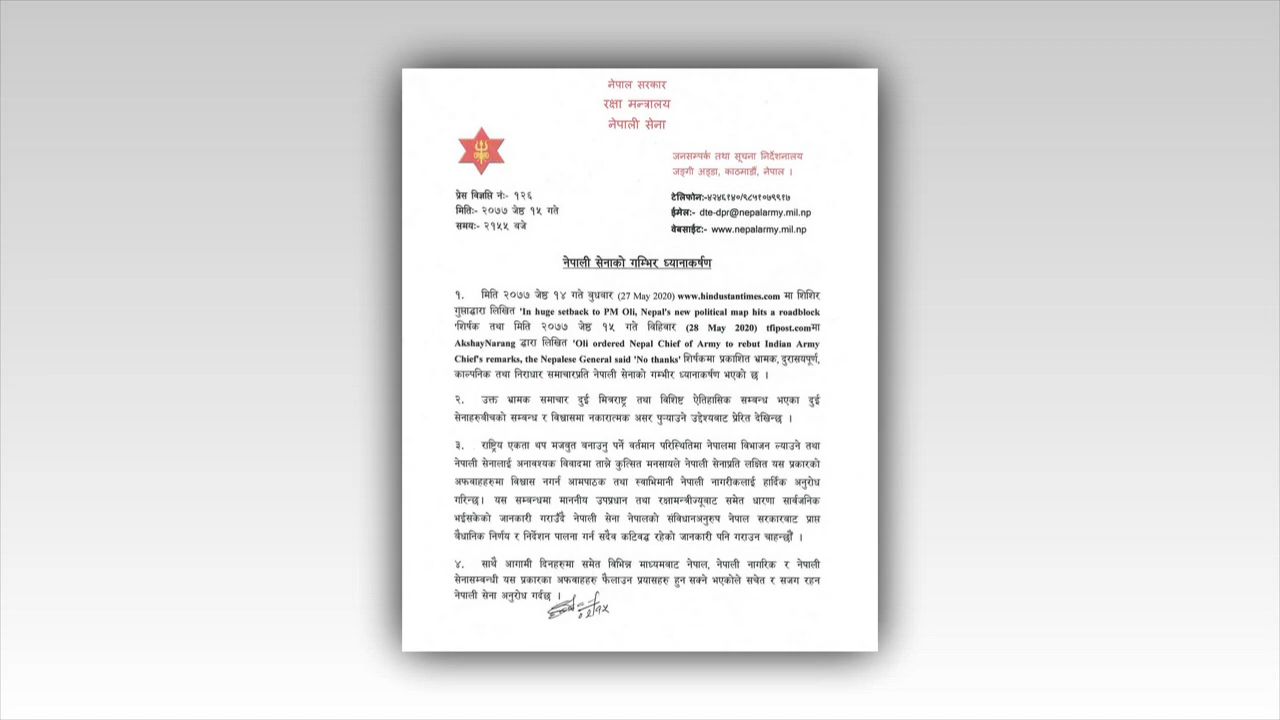 नेपाल सरकार
रक्षा मन्त्रालय
नेपाली सेना
जनसम्पर्क तथा सूचना निर्देशनालय
जङ्गी अड्डा, काठमाडौं, नेपाल ।
प्रेस विज्ञप्ति नं:- १२६
मितिः- २०७७ जेष्ठ १५ गते
समयः- २१५५ बजे
टेलिफोन:-४२४६१४०/९८५१०७९९१७
ईमेल:- dte-dpr@nepalarmy.mil.np
वेबसाईट:- www.nepalarmy.mil.np
नेपाली सेनाको गम्भिर ध्यानाकर्षण
१. मिति २०७७ जेष्ठ १४ गते बुधवार (27 May 2020) www.hindustantimes.com मा शिशिर
गुप्ताद्वारा लिखित 'In huge setback to PM Oli, Nepal's new political map hits a roadblock
'शिर्षक तथा मिति २०७७ जेष्ठ १५ गते विहिवार (28 May 2020) tfipost.comमा
AkshayNarang द्वारा लिखित 'Oli ordered Nepal Chief of Army to rebut Indian Army
Chief's remarks, the Nepalese General said 'No thanks' शिर्षकमा प्रकाशित भ्रामक, दुरासयपूर्ण,
काल्पनिक तथा निराधार समाचारप्रति नेपाली सेनाको गम्भीर ध्यानाकर्षण भएको छ ।
२. उक्त भ्रामक समाचार दुई मित्रराष्ट्र तथा विशिष्ट ऐतिहासिक सम्बन्ध भएका दुई
सेनाहरुवीचको सम्बन्ध र विश्वासमा नकारात्मक असर पुऱ्याउने उद्देश्यबाट प्रेरित देखिन्छ ।
३. राष्ट्रिय एकता थप मजबुत बनाउनु पर्ने वर्तमान परिस्थितिमा नेपालमा विभाजन ल्याउने तथा
नेपाली सेनालाई अनावश्यक विवादमा तान्ने कुत्सित मनसायले नेपाली सेनाप्रति लक्षित यस प्रकारको
अफवाहहरुमा विश्वास नगर्न आमपाठक तथा स्वाभिमानी नेपाली नागरीकलाई हार्दिक अनुरोध
गरिन्छ। यस सम्बन्धमा माननीय उपप्रधान तथा रक्षामन्त्रीज्यूबाट समेत धारणा सार्वजनिक
भईसकेको जानकारी गराउँदै नेपाली सेना नेपालको संविधानअनुरुप नेपाल सरकारबाट प्राप्त
वैधानिक निर्णय र निर्देशन पालना गर्न सदैव कटिवद्ध रहेको जानकारी पनि गराउन चाहन्छौं ।
४. साथै आगामी दिनहरुमा समेत विभिन्न माध्यमबाट नेपाल, नेपाली नागरिक र नेपाली
सेनासम्बन्धी यस प्रकारका अफवाहहरु फैलाउन प्रयासहरु हुन सक्ने भएकोले सचेत र सजग रहन
नेपाली सेना अनुरोध गर्दछ ।